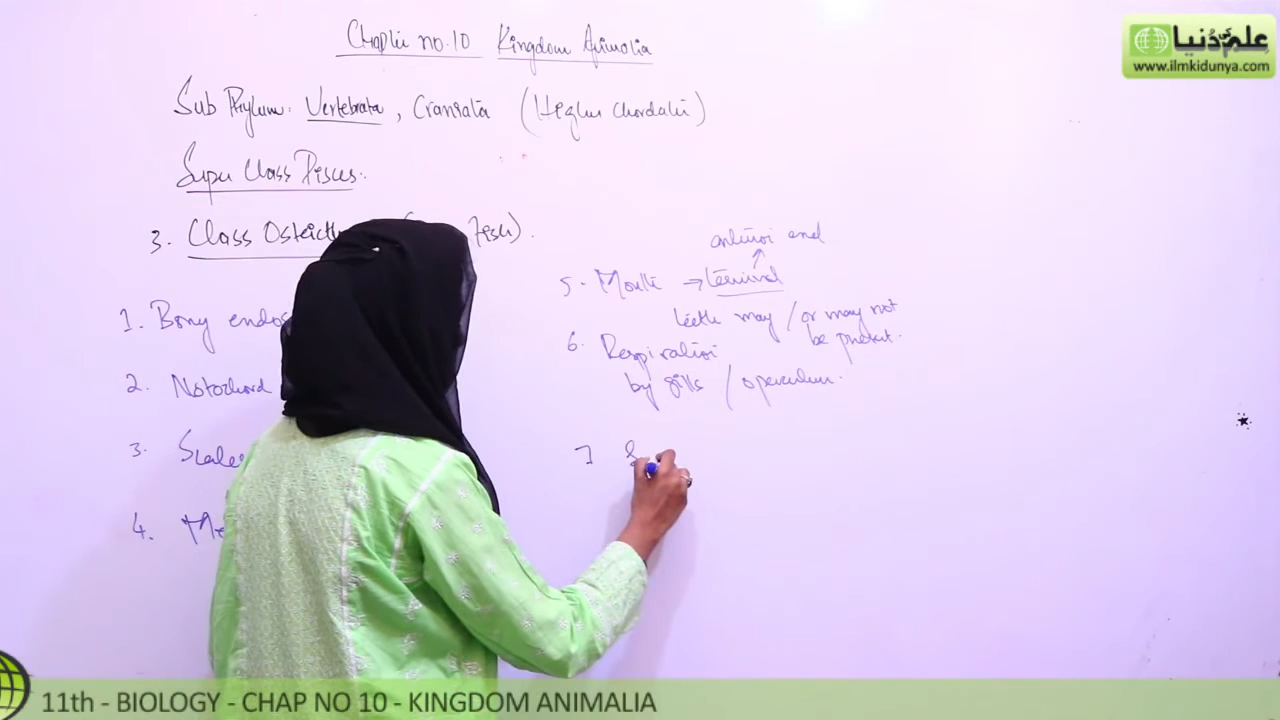 Chapter no.10 Kingdom Animalia
علم کی دنیا
www.ilmkidunya.com
Sub Phylum: Vertebrata, Craniata (Higher Chordate)
Super Class Pisces.
3. Class Osteicth Fish).
1. Bony endos
2. Notochord
3. Scales
4.
anterior end
5. Mouth → terminal
teeth may / or may not
be present.
6. Respiration
by gills / operculum.
7
11th - BIOLOGY - CHAP NO 10 - KINGDOM ANIMALIA